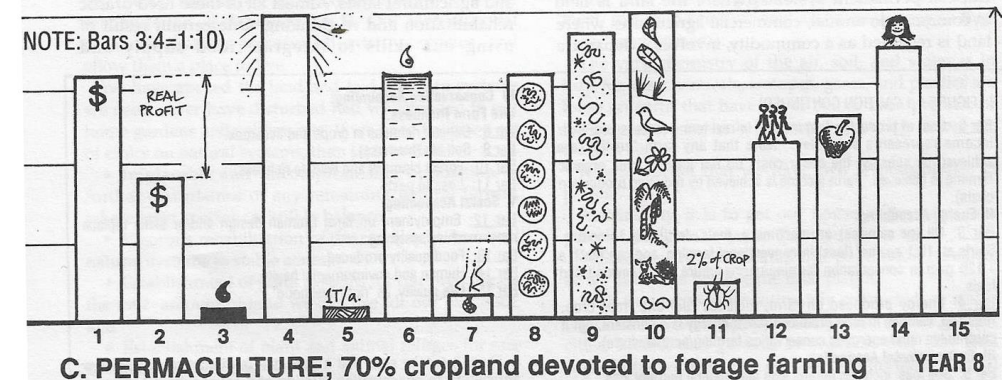 NOTE; Bars 3:4=1:10)
$
REAL
PROFIT
$
1T/a.
2% of CROP
1 2 3 4 5 6 7 8 9 10 11 12 13 14 15
C. PERMACULTURE; 70% cropland devoted to forage farming YEAR 8